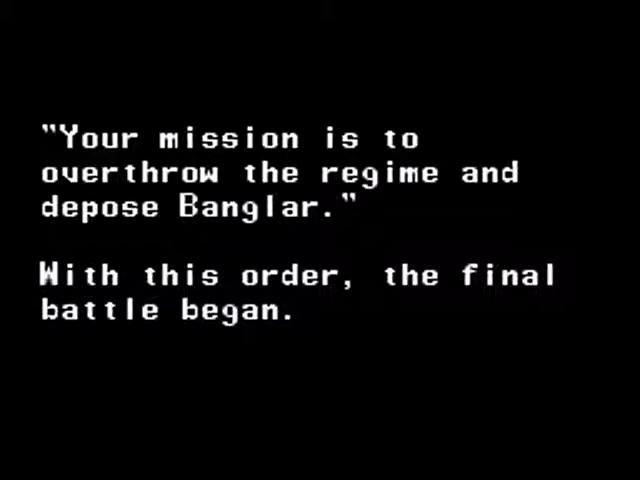 "Your mission is to
overthrow the regime and
depose Banglar."
With this order, the final
battle began.